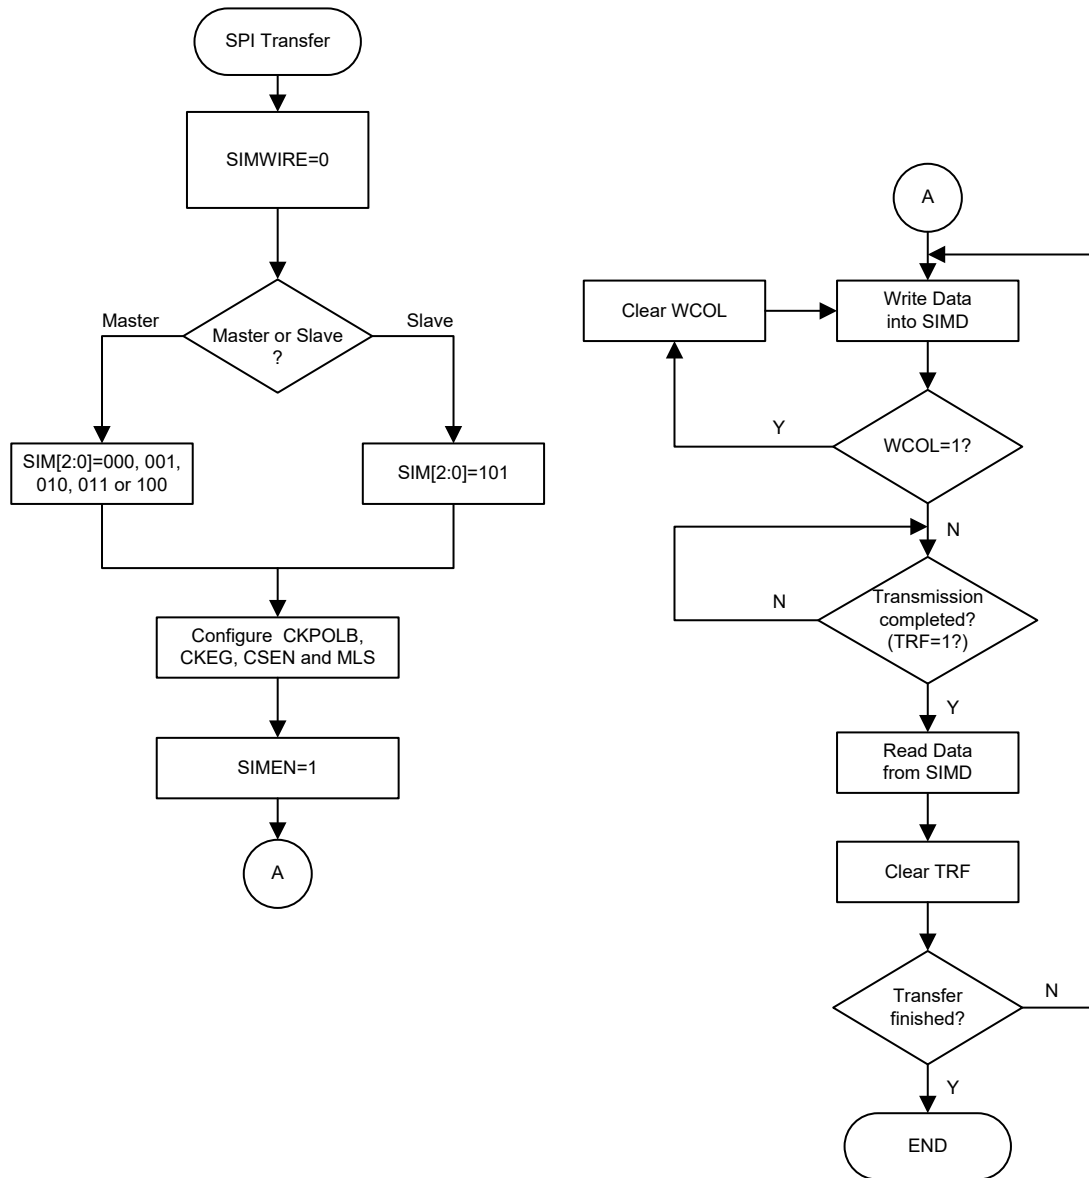 SPI Transfer
SIMWIRE=0
Master
Master or Slave
?
Slave
SIM[2:0]=000, 001,
010, 011 or 100
SIM[2:0]=101
Configure CKPOLB,
CKEG, CSEN and MLS
SIMEN=1
A
A
Clear WCOL
Write Data
into SIMD
Y
WCOL=1?
N
N
Transmission
completed?
(TRF=1?)
Y
Read Data
from SIMD
Clear TRF
Transfer
finished?
N
Y
END